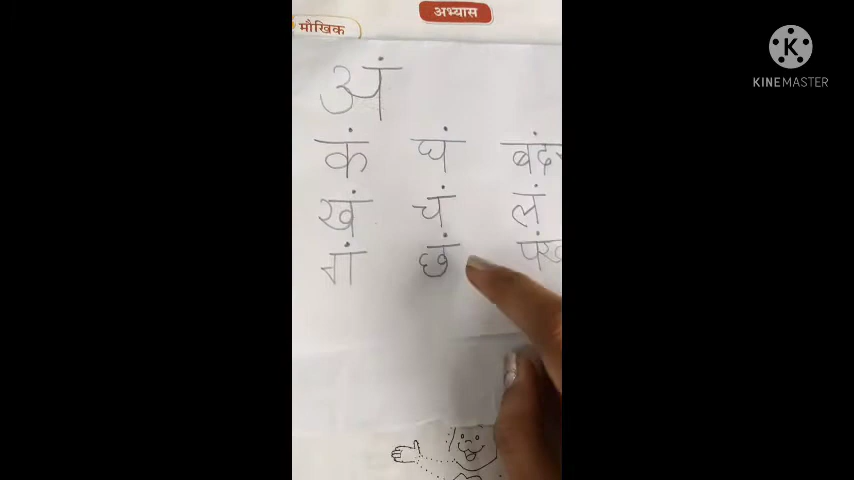 अभ्यास
मौखिक
अं
कं घं
खं चं लं
गं छं
KINEMASTER